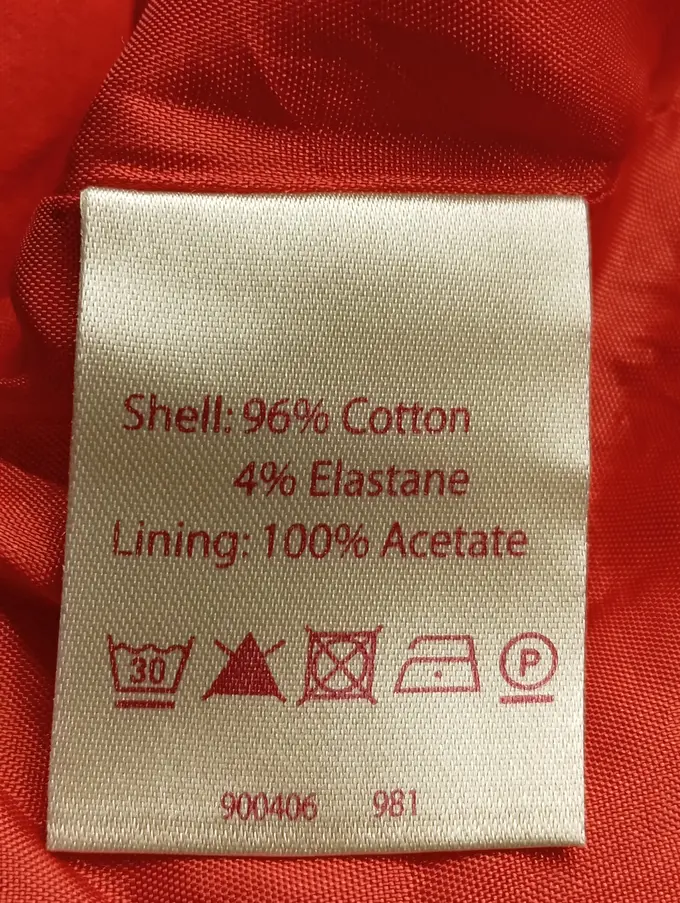 Shell: 96% Cotton
4% Elastane
Lining: 100% Acetate
30 P
900406 981